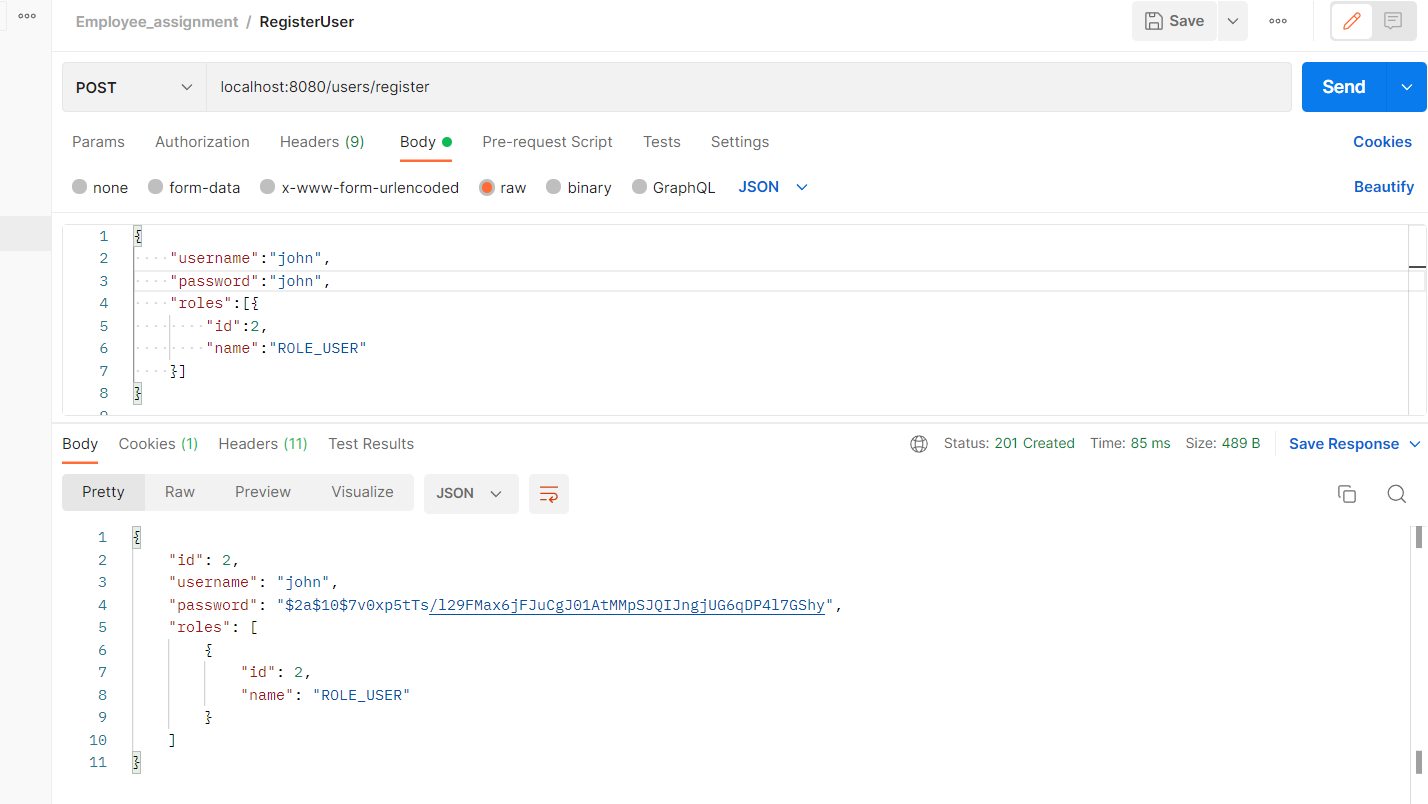 Employee_assignment / RegisterUser
Save
POST
localhost:8080/users/register
Send
Params Authorization Headers (9) Body Pre-request Script Tests Settings Cookies
none form-data x-www-form-urlencoded raw binary GraphQL JSON Beautify
1 {
2 "username":"john",
3 "password":"john",
4 "roles":[{
5 "id":2,
6 "name":"ROLE_USER"
7 }]
8 }
9
Body Cookies (1) Headers (11) Test Results Status: 201 Created Time: 85 ms Size: 489 B Save Response
Pretty Raw Preview Visualize JSON
1 {
2 "id": 2,
3 "username": "john",
4 "password": "$2a$10$7v0xp5tTs/l29FMax6jFJuCgJ01AtMMpSJQIJngjUG6qDP4l7GShy",
5 "roles": [
6 {
7 "id": 2,
8 "name": "ROLE_USER"
9 }
10 ]
11 }